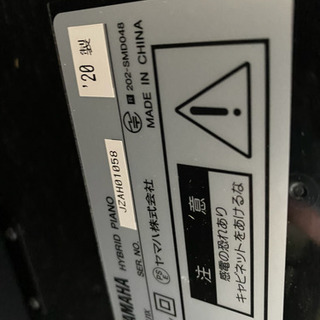 YAMAHA HYBRID PIANO
SER. NO. JZAH01058
'20 製
202-SMD048
ヤマハ株式会社
MADE IN CHINA
注 意
感電の恐れあり
キャビネットをあけるな